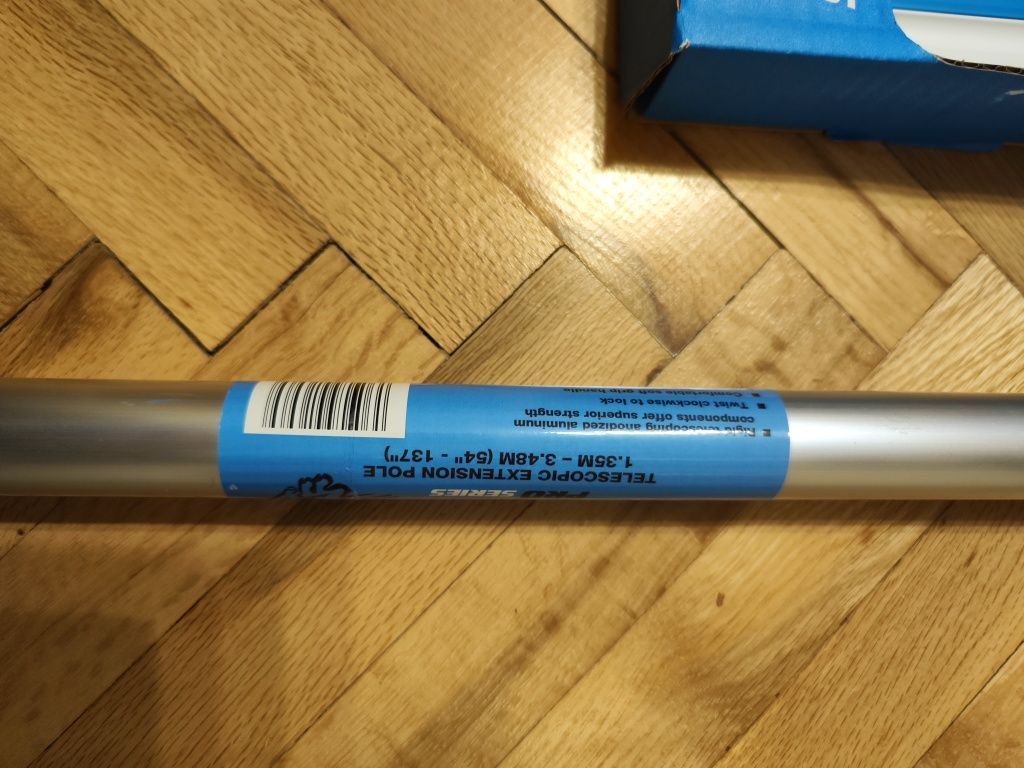 PRO
SERIES
TELESCOPIC EXTENSION POLE
1.35M – 3.48M (54" - 137")
Rigid telescoping anodized aluminum
components offer superior strength
Twist clockwise to lock
Comfortable soft grip handle